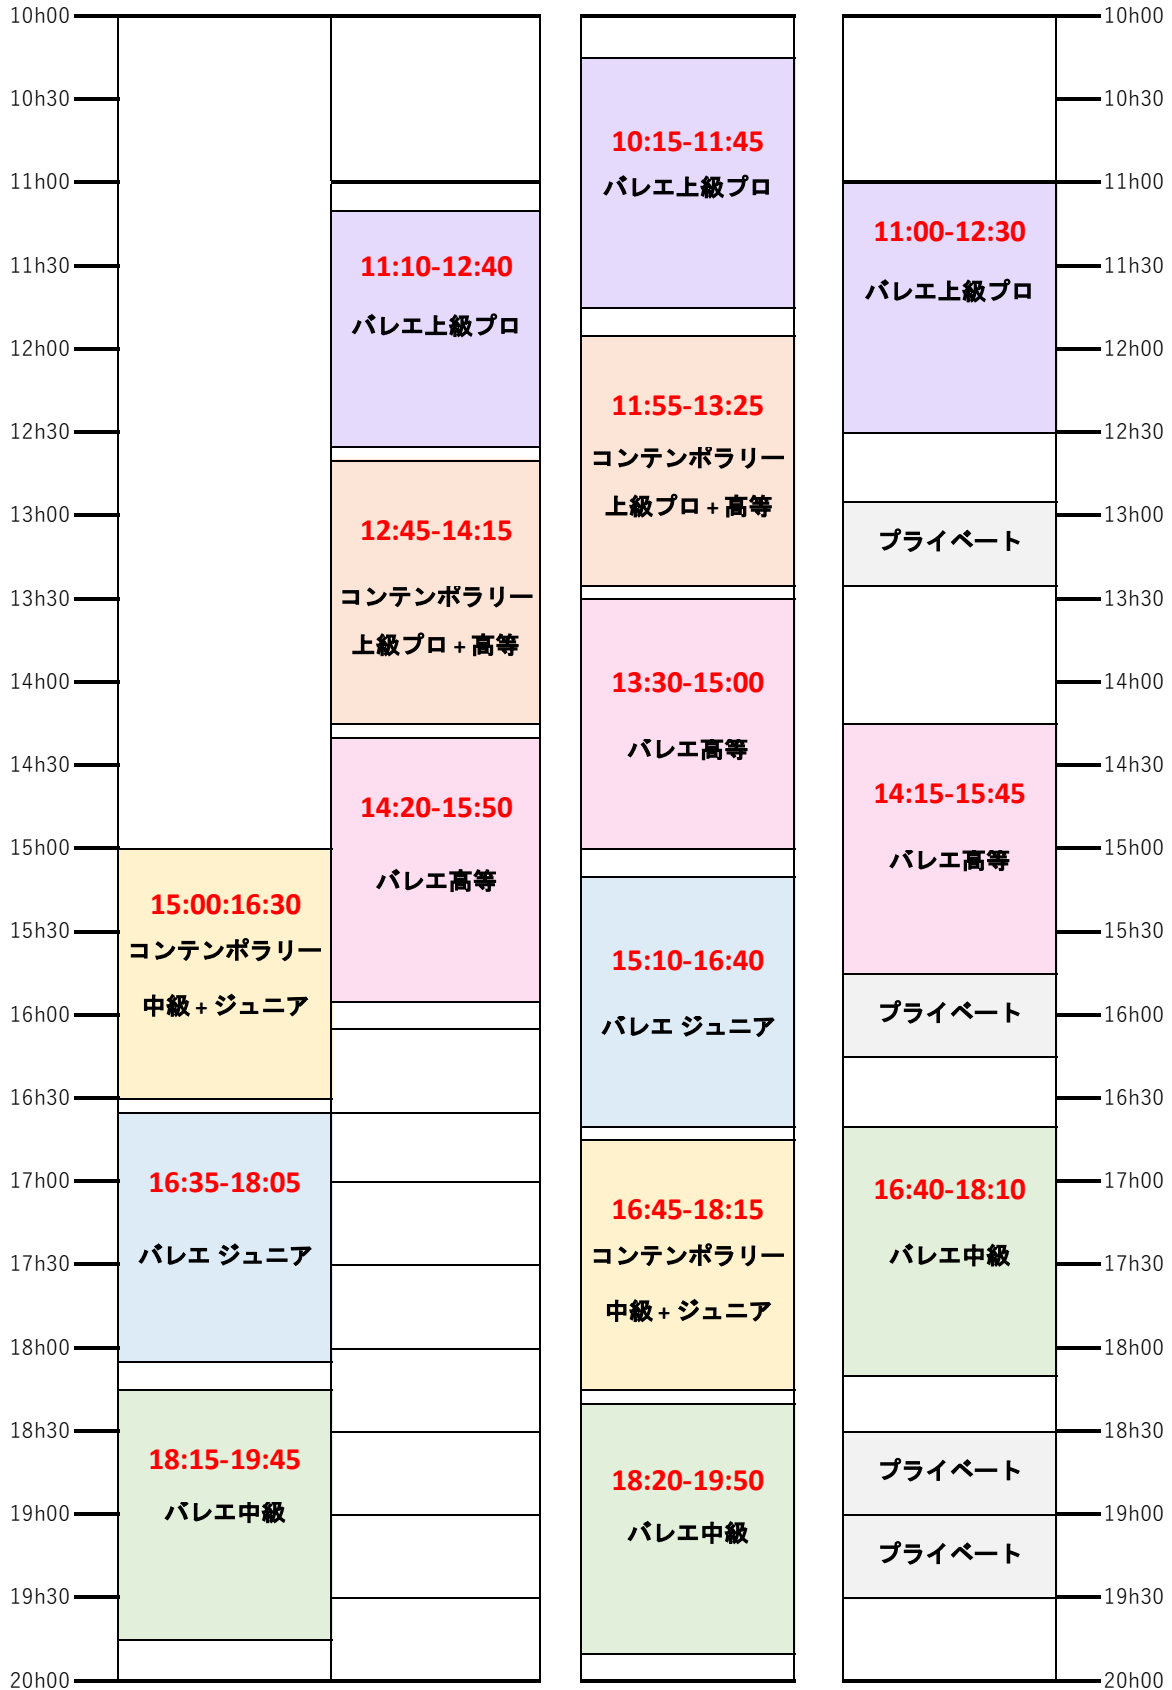 10h00
10h30
11h00
11h30
12h00
12h30
13h00
13h30
14h00
14h30
15h00
15h30
16h00
16h30
17h00
17h30
18h00
18h30
19h00
19h30
20h00
15:00:16:30
コンテンポラリー
中級 + ジュニア
16:35-18:05
バレエ ジュニア
18:15-19:45
バレエ中級
11:10-12:40
バレエ上級プロ
12:45-14:15
コンテンポラリー
上級プロ + 高等
14:20-15:50
バレエ高等
10:15-11:45
バレエ上級プロ
11:55-13:25
コンテンポラリー
上級プロ + 高等
13:30-15:00
バレエ高等
15:10-16:40
バレエ ジュニア
16:45-18:15
コンテンポラリー
中級 + ジュニア
18:20-19:50
バレエ中級
11:00-12:30
バレエ上級プロ
プライベート
14:15-15:45
バレエ高等
プライベート
16:40-18:10
バレエ中級
プライベート
プライベート
10h00
10h30
11h00
11h30
12h00
12h30
13h00
13h30
14h00
14h30
15h00
15h30
16h00
16h30
17h00
17h30
18h00
18h30
19h00
19h30
20h00